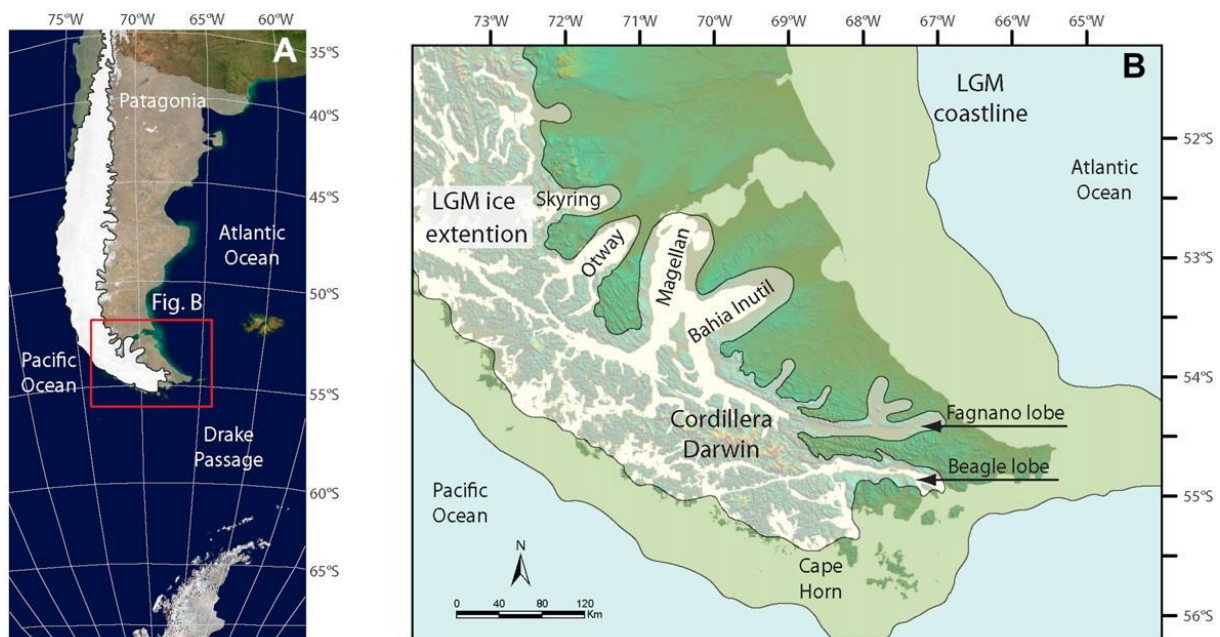 75°W 70°W 65°W
A
35°S
Patagonia
40°S
45°S
Atlantic
Ocean
50°S
Fig. B
Pacific
Ocean
55°S
Drake
Passage
60°S
65°S
73°W 72°W 71°W 70°W 69°W 68°W 67°W 66°W 65°W
B
LGM
coastline
52°S
Atlantic
Ocean
LGM ice
extention
Skyring
Otway
Magellan
Bahia Inutil
53°S
54°S
Cordillera
Darwin
Fagnano lobe
Beagle lobe
Pacific
Ocean
55°S
N
Cape
Horn
0 40 80 120
Km
56°S